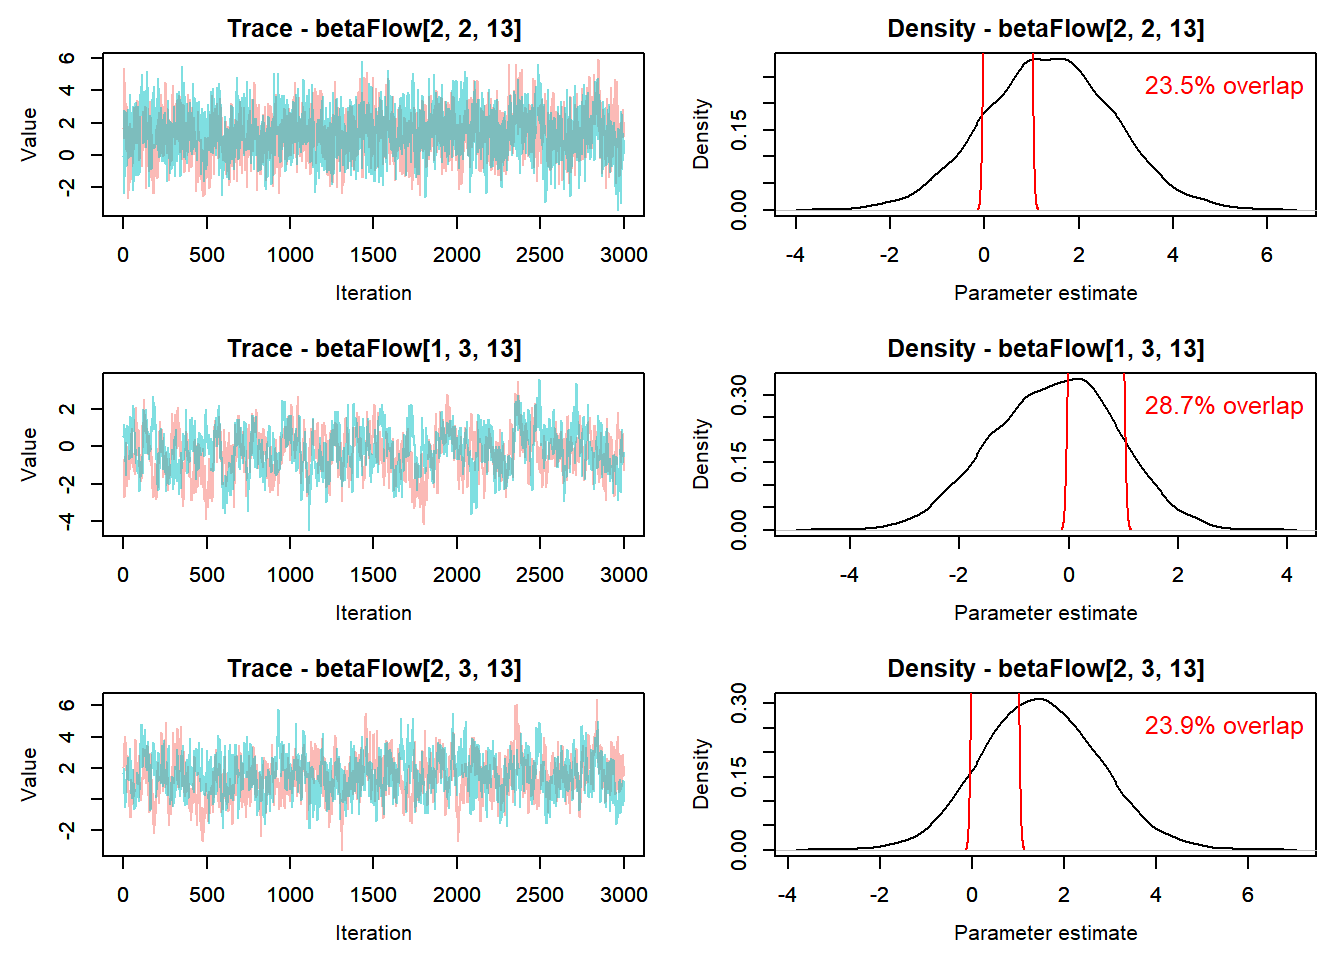 Trace - betaFlow[2, 2, 13]
Value
6
4
2
0
-2
0 500 1000 1500 2000 2500 3000
Iteration
Density - betaFlow[2, 2, 13]
Density
0.15
0.00
23.5% overlap
-4 -2 0 2 4 6
Parameter estimate
Trace - betaFlow[1, 3, 13]
Value
2
0
-2
-4
0 500 1000 1500 2000 2500 3000
Iteration
Density - betaFlow[1, 3, 13]
Density
0.30
0.15
0.00
28.7% overlap
-4 -2 0 2 4
Parameter estimate
Trace - betaFlow[2, 3, 13]
Value
6
4
2
-2
0 500 1000 1500 2000 2500 3000
Iteration
Density - betaFlow[2, 3, 13]
Density
0.30
0.15
0.00
23.9% overlap
-4 -2 0 2 4 6
Parameter estimate